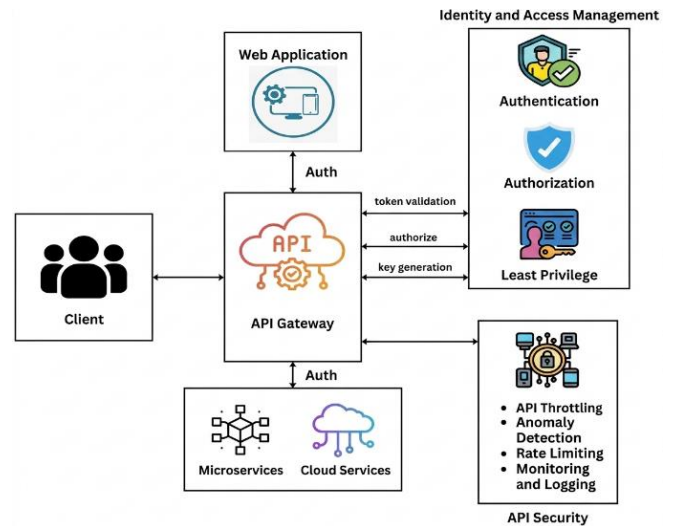 Identity and Access Management
Web Application
Authentication
Auth
token validation
Authorization
API
authorize
key generation
Least Privilege
Client
API Gateway
Auth
• API Throttling
• Anomaly
Detection
• Rate Limiting
• Monitoring
and Logging
Microservices
Cloud Services
API Security